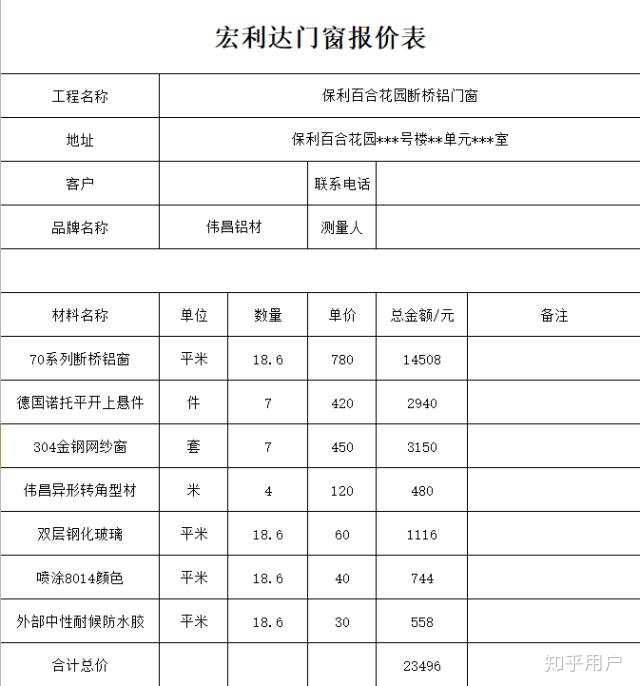 宏利达门窗报价表
工程名称 保利百合花园断桥铝门窗
地址 保利百合花园***号楼**单元***室
客户 联系电话
品牌名称 伟昌铝材 测量人
材料名称 单位 数量 单价 总金额/元 备注
70系列断桥铝窗 平米 18.6 780 14508
德国诺托平开上悬件 件 7 420 2940
304金钢网纱窗 套 7 450 3150
伟昌异形转角型材 米 4 120 480
双层钢化玻璃 平米 18.6 60 1116
喷涂8014颜色 平米 18.6 40 744
外部中性耐候防水胶 平米 18.6 30 558
合计总价 23496
知乎用户